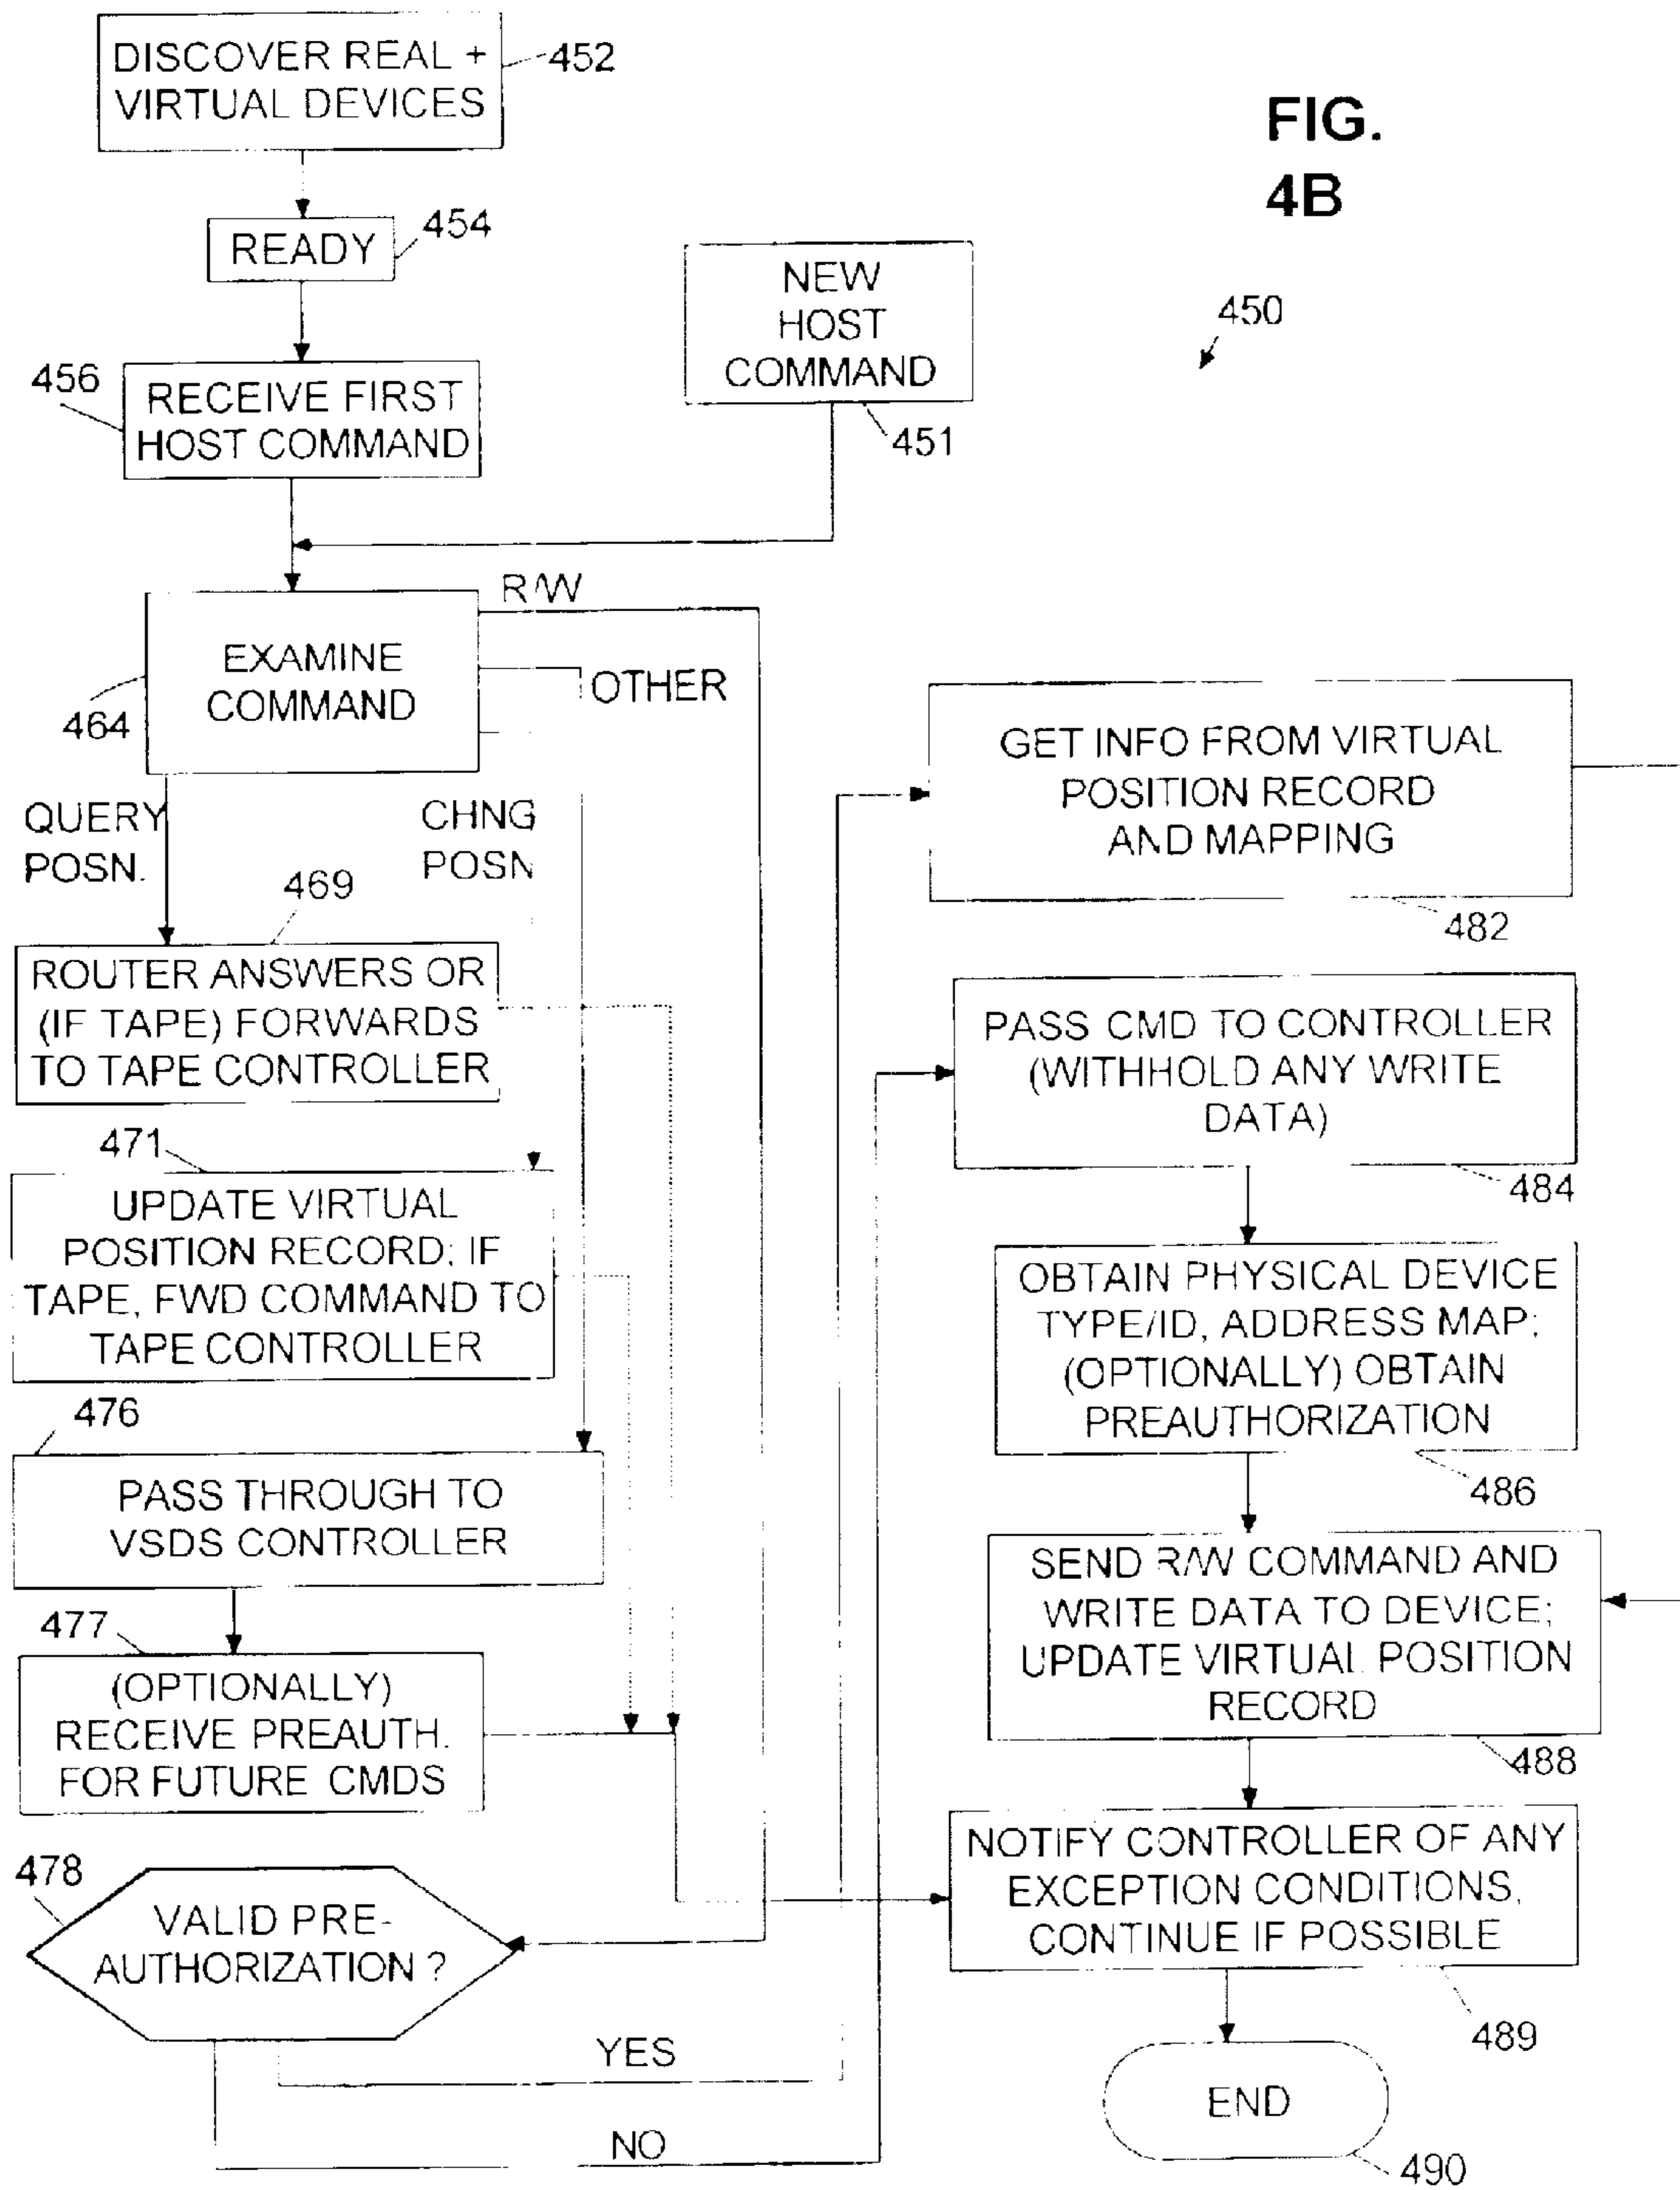 DISCOVER REAL +
VIRTUAL DEVICES
452
FIG.
4B
READY
454
NEW
HOST
COMMAND
451
450
456
RECEIVE FIRST
HOST COMMAND
R/W
EXAMINE
COMMAND
464
OTHER
QUERY
POSN.
CHNG
POSN
GET INFO FROM VIRTUAL
POSITION RECORD
AND MAPPING
482
469
ROUTER ANSWERS OR
(IF TAPE) FORWARDS
TO TAPE CONTROLLER
PASS CMD TO CONTROLLER
(WITHHOLD ANY WRITE
DATA)
484
471
UPDATE VIRTUAL
POSITION RECORD; IF
TAPE, FWD COMMAND TO
TAPE CONTROLLER
OBTAIN PHYSICAL DEVICE
TYPE/ID, ADDRESS MAP;
(OPTIONALLY) OBTAIN
PREAUTHORIZATION
486
476
PASS THROUGH TO
VSDS CONTROLLER
SEND R/W COMMAND AND
WRITE DATA TO DEVICE;
UPDATE VIRTUAL POSITION
RECORD
488
477
(OPTIONALLY)
RECEIVE PREAUTH.
FOR FUTURE CMDS
NOTIFY CONTROLLER OF ANY
EXCEPTION CONDITIONS,
CONTINUE IF POSSIBLE
489
478
VALID PRE-
AUTHORIZATION ?
YES
NO
END
490